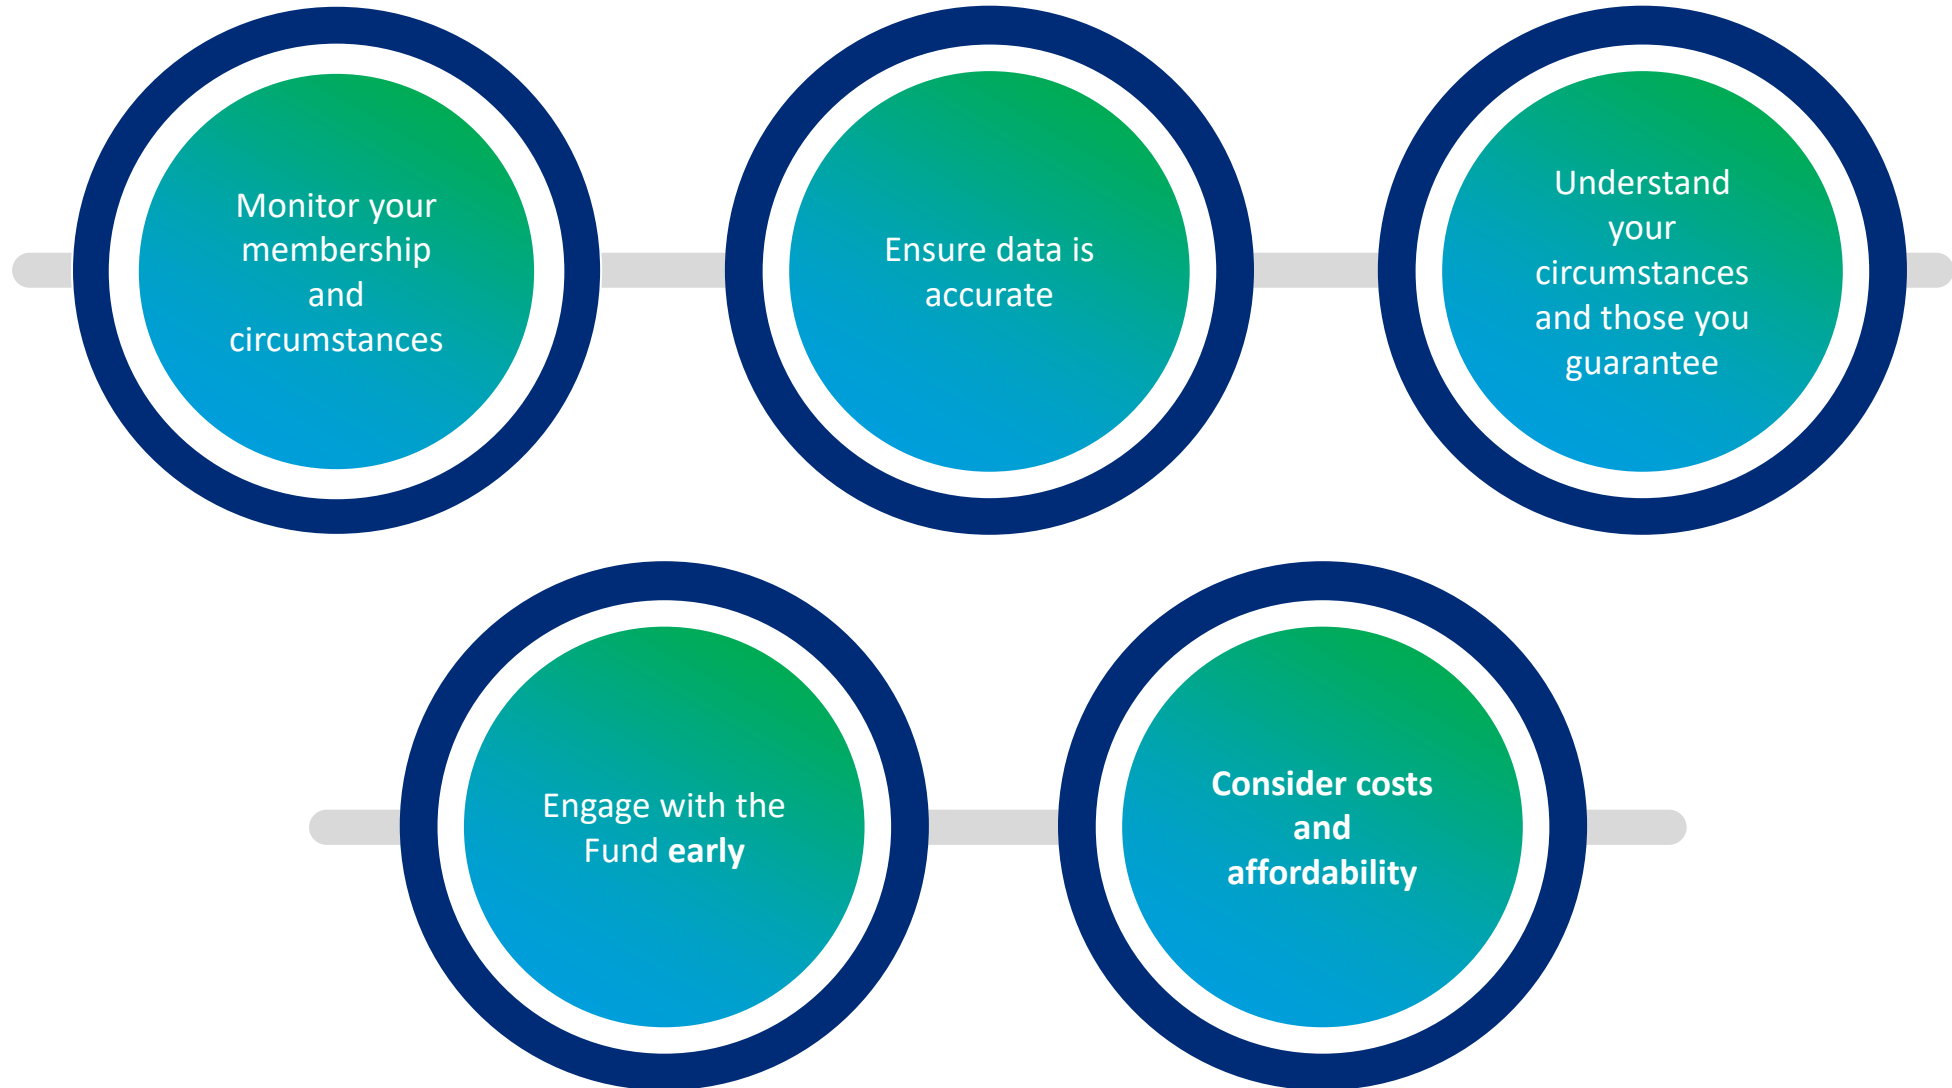 Monitor your
membership
and
circumstances
Ensure data is
accurate
Understand
your
circumstances
and those you
guarantee
Engage with the
Fund early
Consider costs
and
affordability